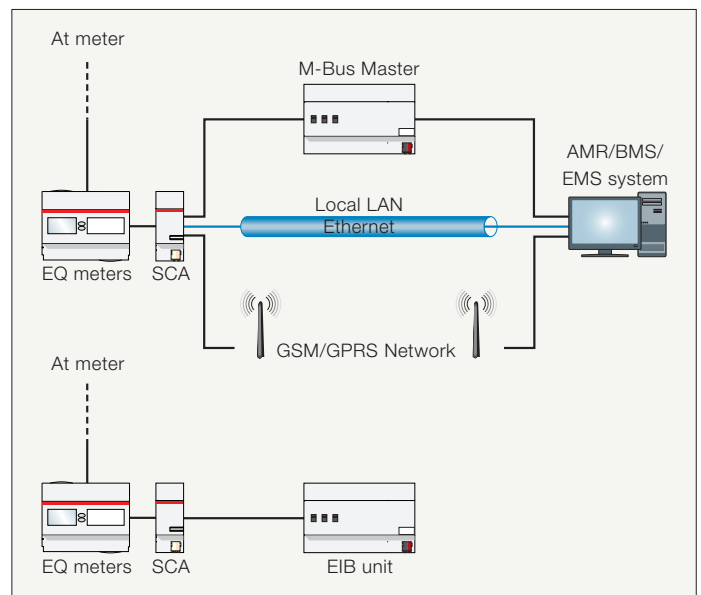 At meter
M-Bus Master
AMR/BMS/
EMS system
Local LAN
Ethernet
EQ meters
SCA
GSM/GPRS Network
At meter
EQ meters
SCA
EIB unit